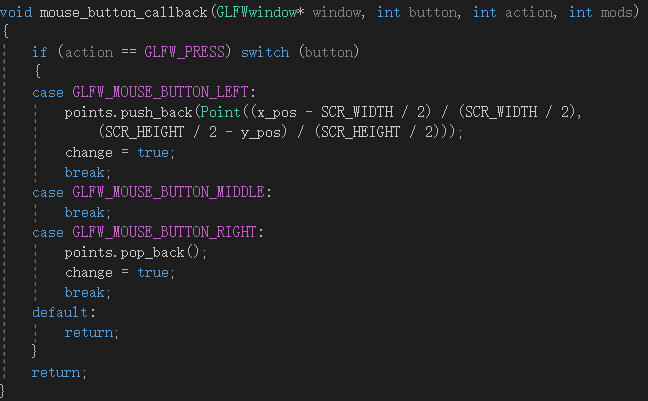 void mouse_button_callback(GLFWwindow* window, int button, int action, int mods)
{
    if (action == GLFW_PRESS) switch (button)
    {
    case GLFW_MOUSE_BUTTON_LEFT:
        points.push_back(Point((x_pos - SCR_WIDTH / 2) / (SCR_WIDTH / 2),
            (SCR_HEIGHT / 2 - y_pos) / (SCR_HEIGHT / 2)));
        change = true;
        break;
    case GLFW_MOUSE_BUTTON_MIDDLE:
        break;
    case GLFW_MOUSE_BUTTON_RIGHT:
        points.pop_back();
        change = true;
        break;
    default:
        return;
    }
    return;
}